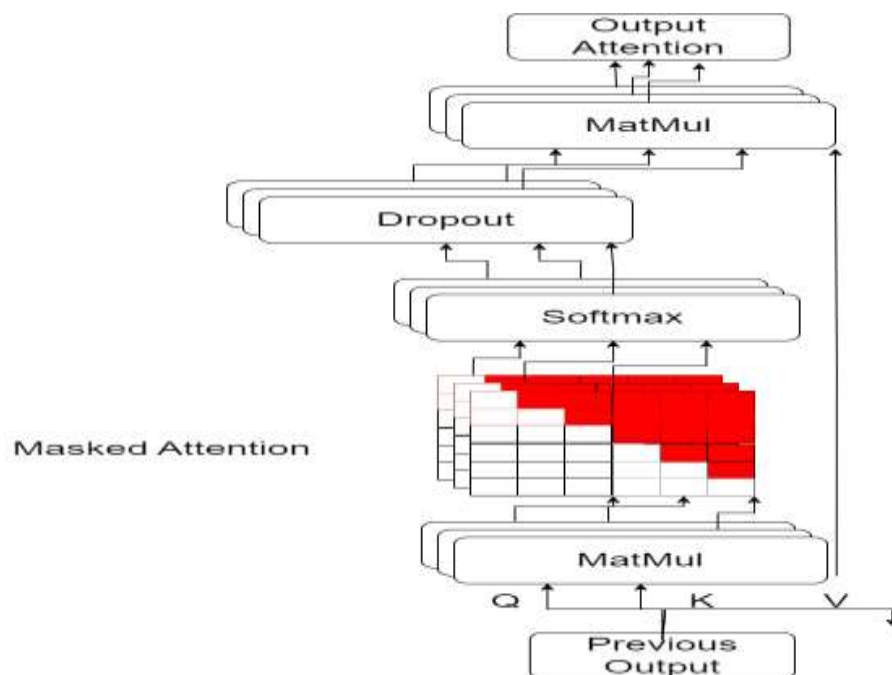 Output
Attention
MatMul
Dropout
Softmax
Masked Attention
MatMul
Q K V
Previous
Output